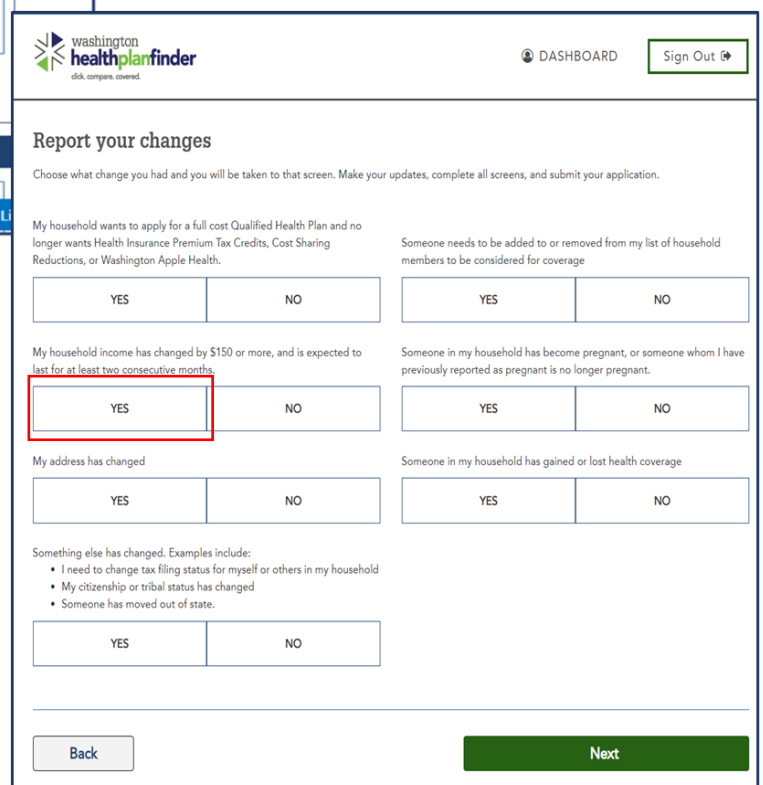 washington
healthplanfinder
click. compare. covered.
DASHBOARD
Sign Out
Report your changes
Choose what change you had and you will be taken to that screen. Make your updates, complete all screens, and submit your application.
My household wants to apply for a full cost Qualified Health Plan and no
longer wants Health Insurance Premium Tax Credits, Cost Sharing
Reductions, or Washington Apple Health.
YES
NO
Someone needs to be added to or removed from my list of household
members to be considered for coverage
YES
NO
My household income has changed by $150 or more, and is expected to
last for at least two consecutive months.
YES
NO
Someone in my household has become pregnant, or someone whom I have
previously reported as pregnant is no longer pregnant.
YES
NO
My address has changed
YES
NO
Someone in my household has gained or lost health coverage
YES
NO
Something else has changed. Examples include:
• I need to change tax filing status for myself or others in my household
• My citizenship or tribal status has changed
• Someone has moved out of state.
YES
NO
Back
Next
Li